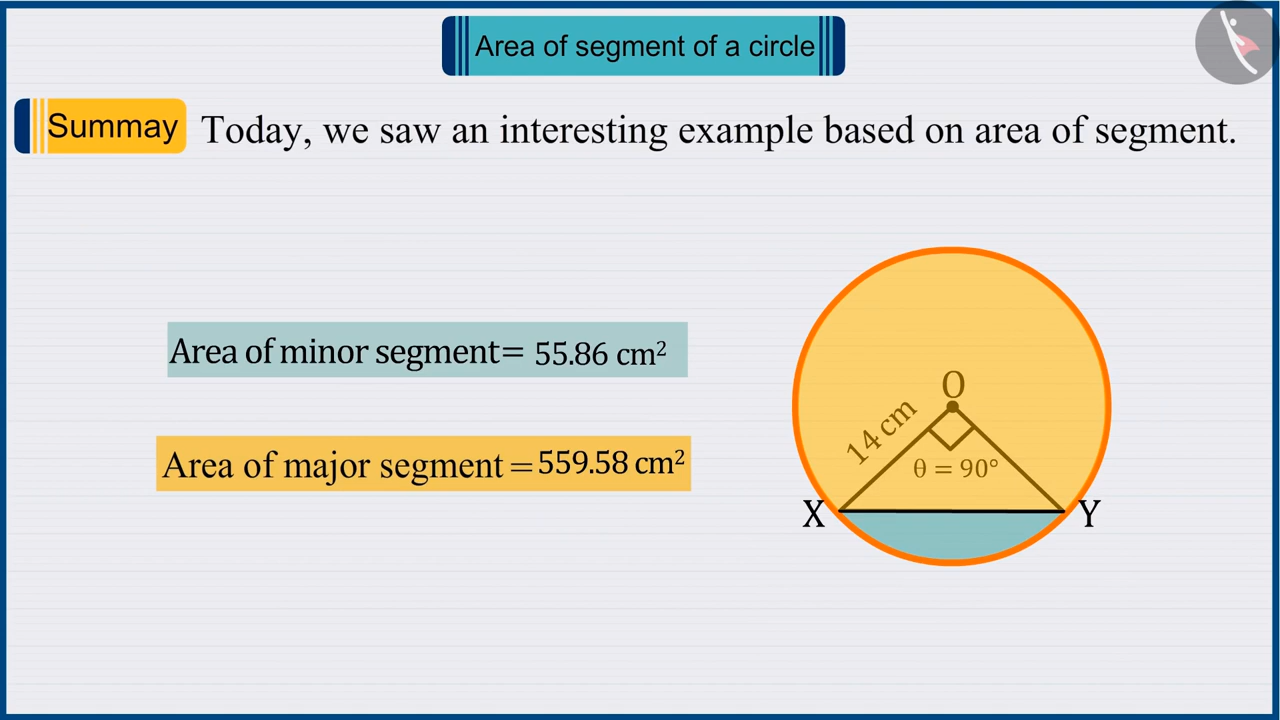 Area of segment of a circle
Summay
Today, we saw an interesting example based on area of segment.
Area of minor segment= 55.86 cm²
Area of major segment = 559.58 cm²
O
14 cm
θ = 90°
X
Y